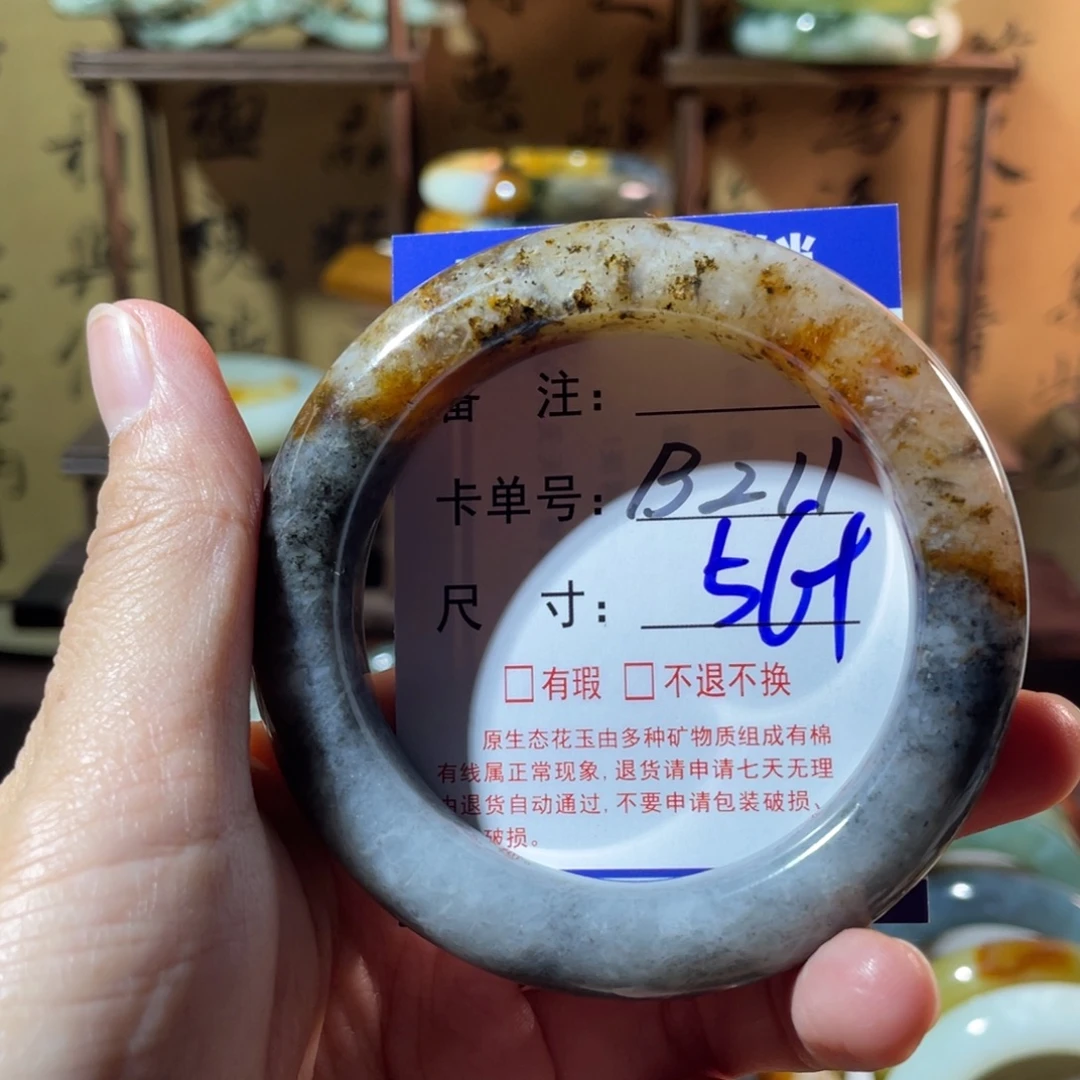 备 注：
卡单号：B211
尺 寸：56
□有瑕 □不退不换
原生态花玉由多种矿物质组成有棉
有线属正常现象，退货请申请七天无理
由退货自动通过，不要申请包装破损、
破损。